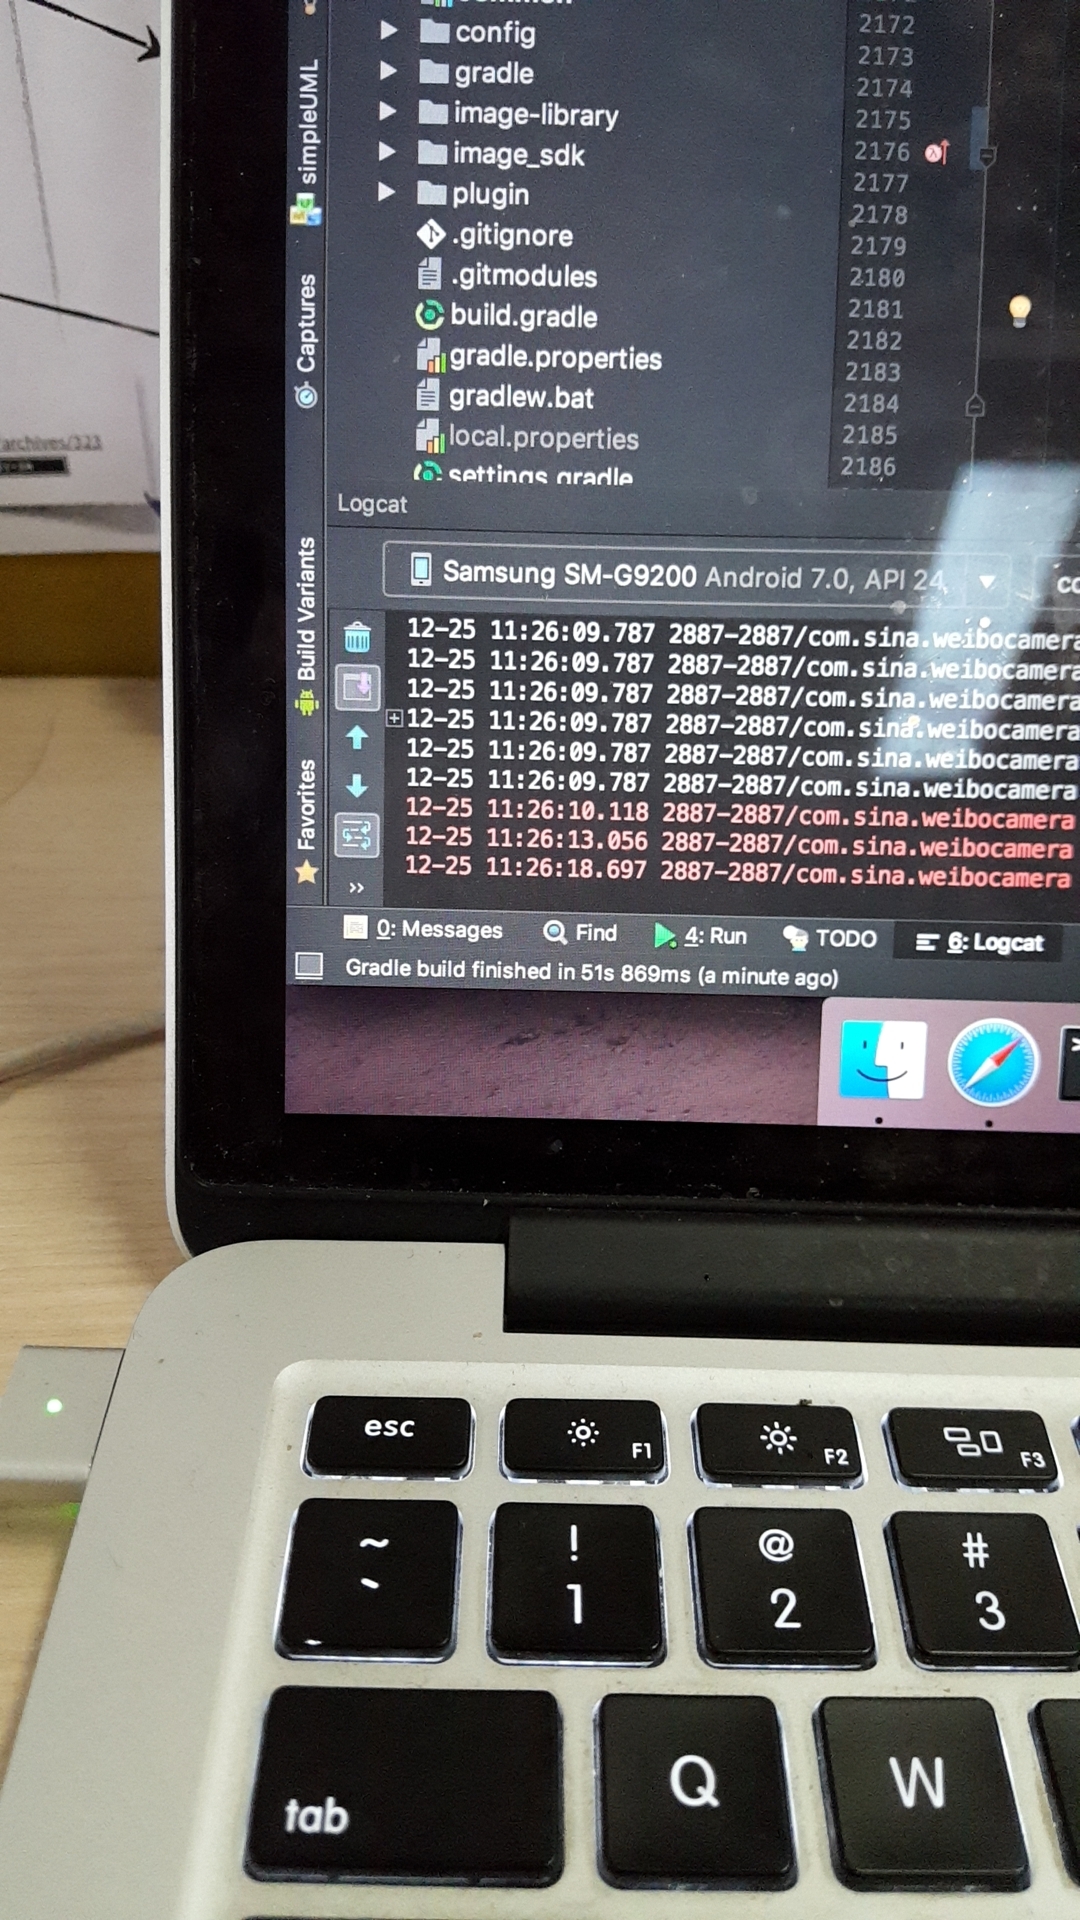 config
gradle
image-library
image_sdk
plugin
.gitignore
.gitmodules
build.gradle
gradle.properties
gradlew.bat
local.properties
settings.gradle
2172
2173
2174
2175
2176
2177
2178
2179
2180
2181
2182
2183
2184
2185
2186
simpleUML
Captures
Build Variants
Favorites
archives/323
Logcat
Samsung SM-G9200 Android 7.0, API 24
12-25 11:26:09.787 2887-2887/com.sina.weibocamera
12-25 11:26:09.787 2887-2887/com.sina.weibocamera
12-25 11:26:09.787 2887-2887/com.sina.weibocamera
12-25 11:26:09.787 2887-2887/com.sina.weibocamera
12-25 11:26:09.787 2887-2887/com.sina.weibocamera
12-25 11:26:09.787 2887-2887/com.sina.weibocamera
12-25 11:26:10.118 2887-2887/com.sina.weibocamera
12-25 11:26:13.056 2887-2887/com.sina.weibocamera
12-25 11:26:18.697 2887-2887/com.sina.weibocamera
0: Messages Find 4: Run TODO 6: Logcat
Gradle build finished in 51s 869ms (a minute ago)
esc F1 F2 F3
~ ! @ #
` 1 2 3
tab Q W